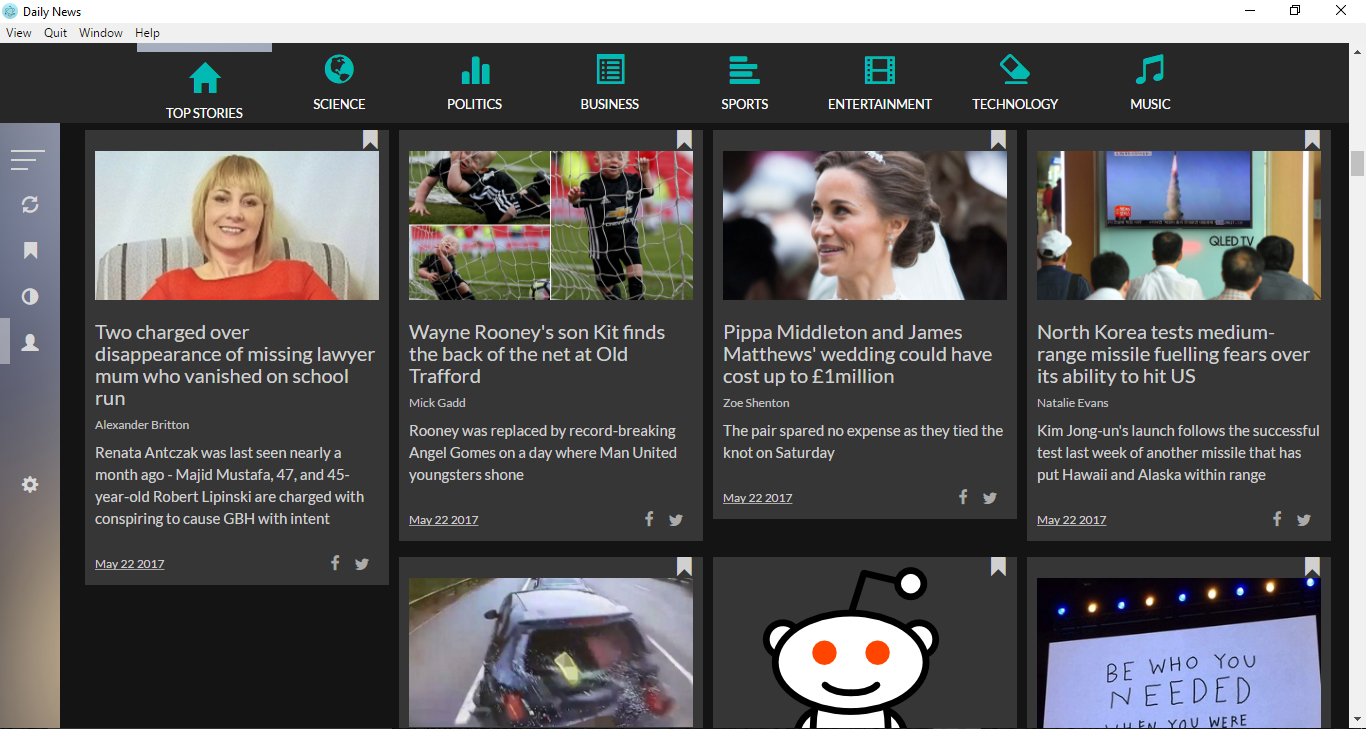 Daily News
View Quit Window Help
TOP STORIES
SCIENCE
POLITICS
BUSINESS
SPORTS
ENTERTAINMENT
TECHNOLOGY
MUSIC
Two charged over
disappearance of missing lawyer
mum who vanished on school
run
Alexander Britton
Renata Antczak was last seen nearly a
month ago - Majid Mustafa, 47, and 45-
year-old Robert Lipinski are charged with
conspiring to cause GBH with intent
May 22 2017
CHEVROLET
Wayne Rooney's son Kit finds
the back of the net at Old
Trafford
Mick Gadd
Rooney was replaced by record-breaking
Angel Gomes on a day where Man United
youngsters shone
May 22 2017
Pippa Middleton and James
Matthews' wedding could have
cost up to £1million
Zoe Shenton
The pair spared no expense as they tied the
knot on Saturday
May 22 2017
QLED TV
North Korea tests medium-
range missile fuelling fears over
its ability to hit US
Natalie Evans
Kim Jong-un's launch follows the successful
test last week of another missile that has
put Hawaii and Alaska within range
May 22 2017
BE WHO YOU
NEEDED
WHEN YOU WERE